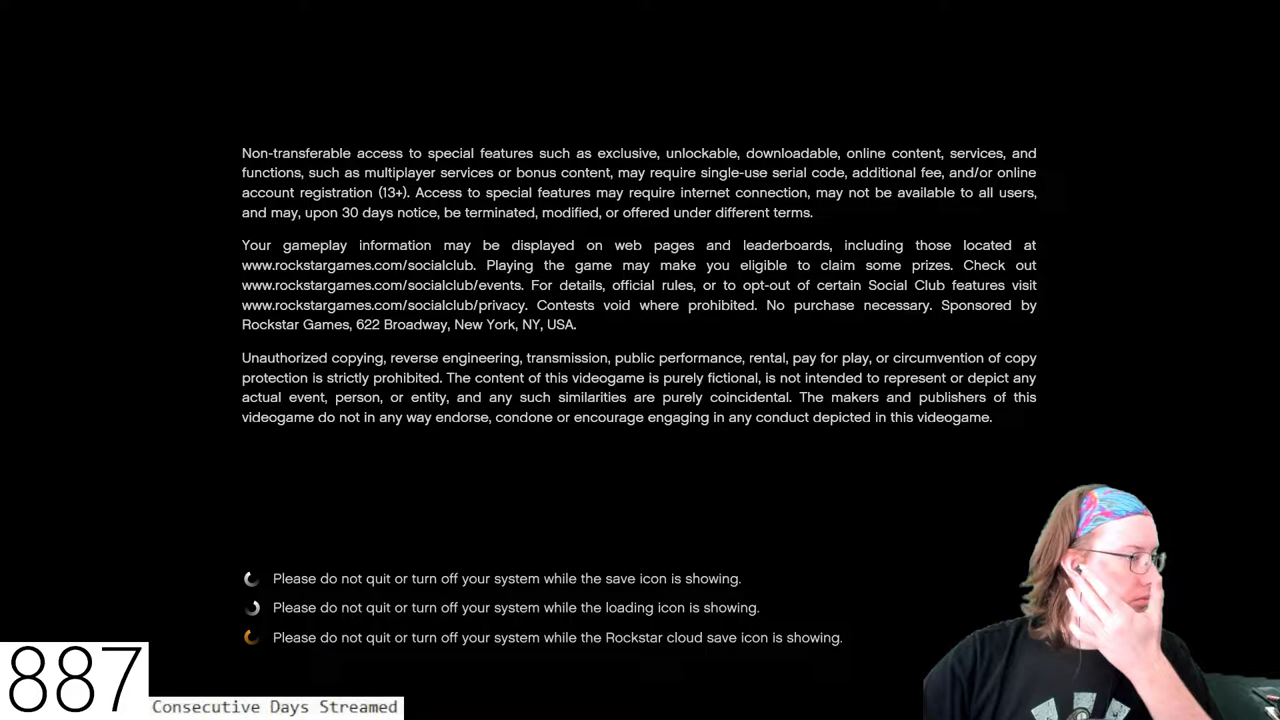 Non-transferable access to special features such as exclusive, unlockable, downloadable, online content, services, and
functions, such as multiplayer services or bonus content, may require single-use serial code, additional fee, and/or online
account registration (13+). Access to special features may require internet connection, may not be available to all users,
and may, upon 30 days notice, be terminated, modified, or offered under different terms.
Your gameplay information may be displayed on web pages and leaderboards, including those located at
www.rockstargames.com/socialclub. Playing the game may make you eligible to claim some prizes. Check out
www.rockstargames.com/socialclub/events. For details, official rules, or to opt-out of certain Social Club features visit
www.rockstargames.com/socialclub/privacy. Contests void where prohibited. No purchase necessary. Sponsored by
Rockstar Games, 622 Broadway, New York, NY, USA.
Unauthorized copying, reverse engineering, transmission, public performance, rental, pay for play, or circumvention of copy
protection is strictly prohibited. The content of this videogame is purely fictional, is not intended to represent or depict any
actual event, person, or entity, and any such similarities are purely coincidental. The makers and publishers of this
videogame do not in any way endorse, condone or encourage engaging in any conduct depicted in this videogame.
Please do not quit or turn off your system while the save icon is showing.
Please do not quit or turn off your system while the loading icon is showing.
Please do not quit or turn off your system while the Rockstar cloud save icon is showing.
887
Consecutive Days Streamed